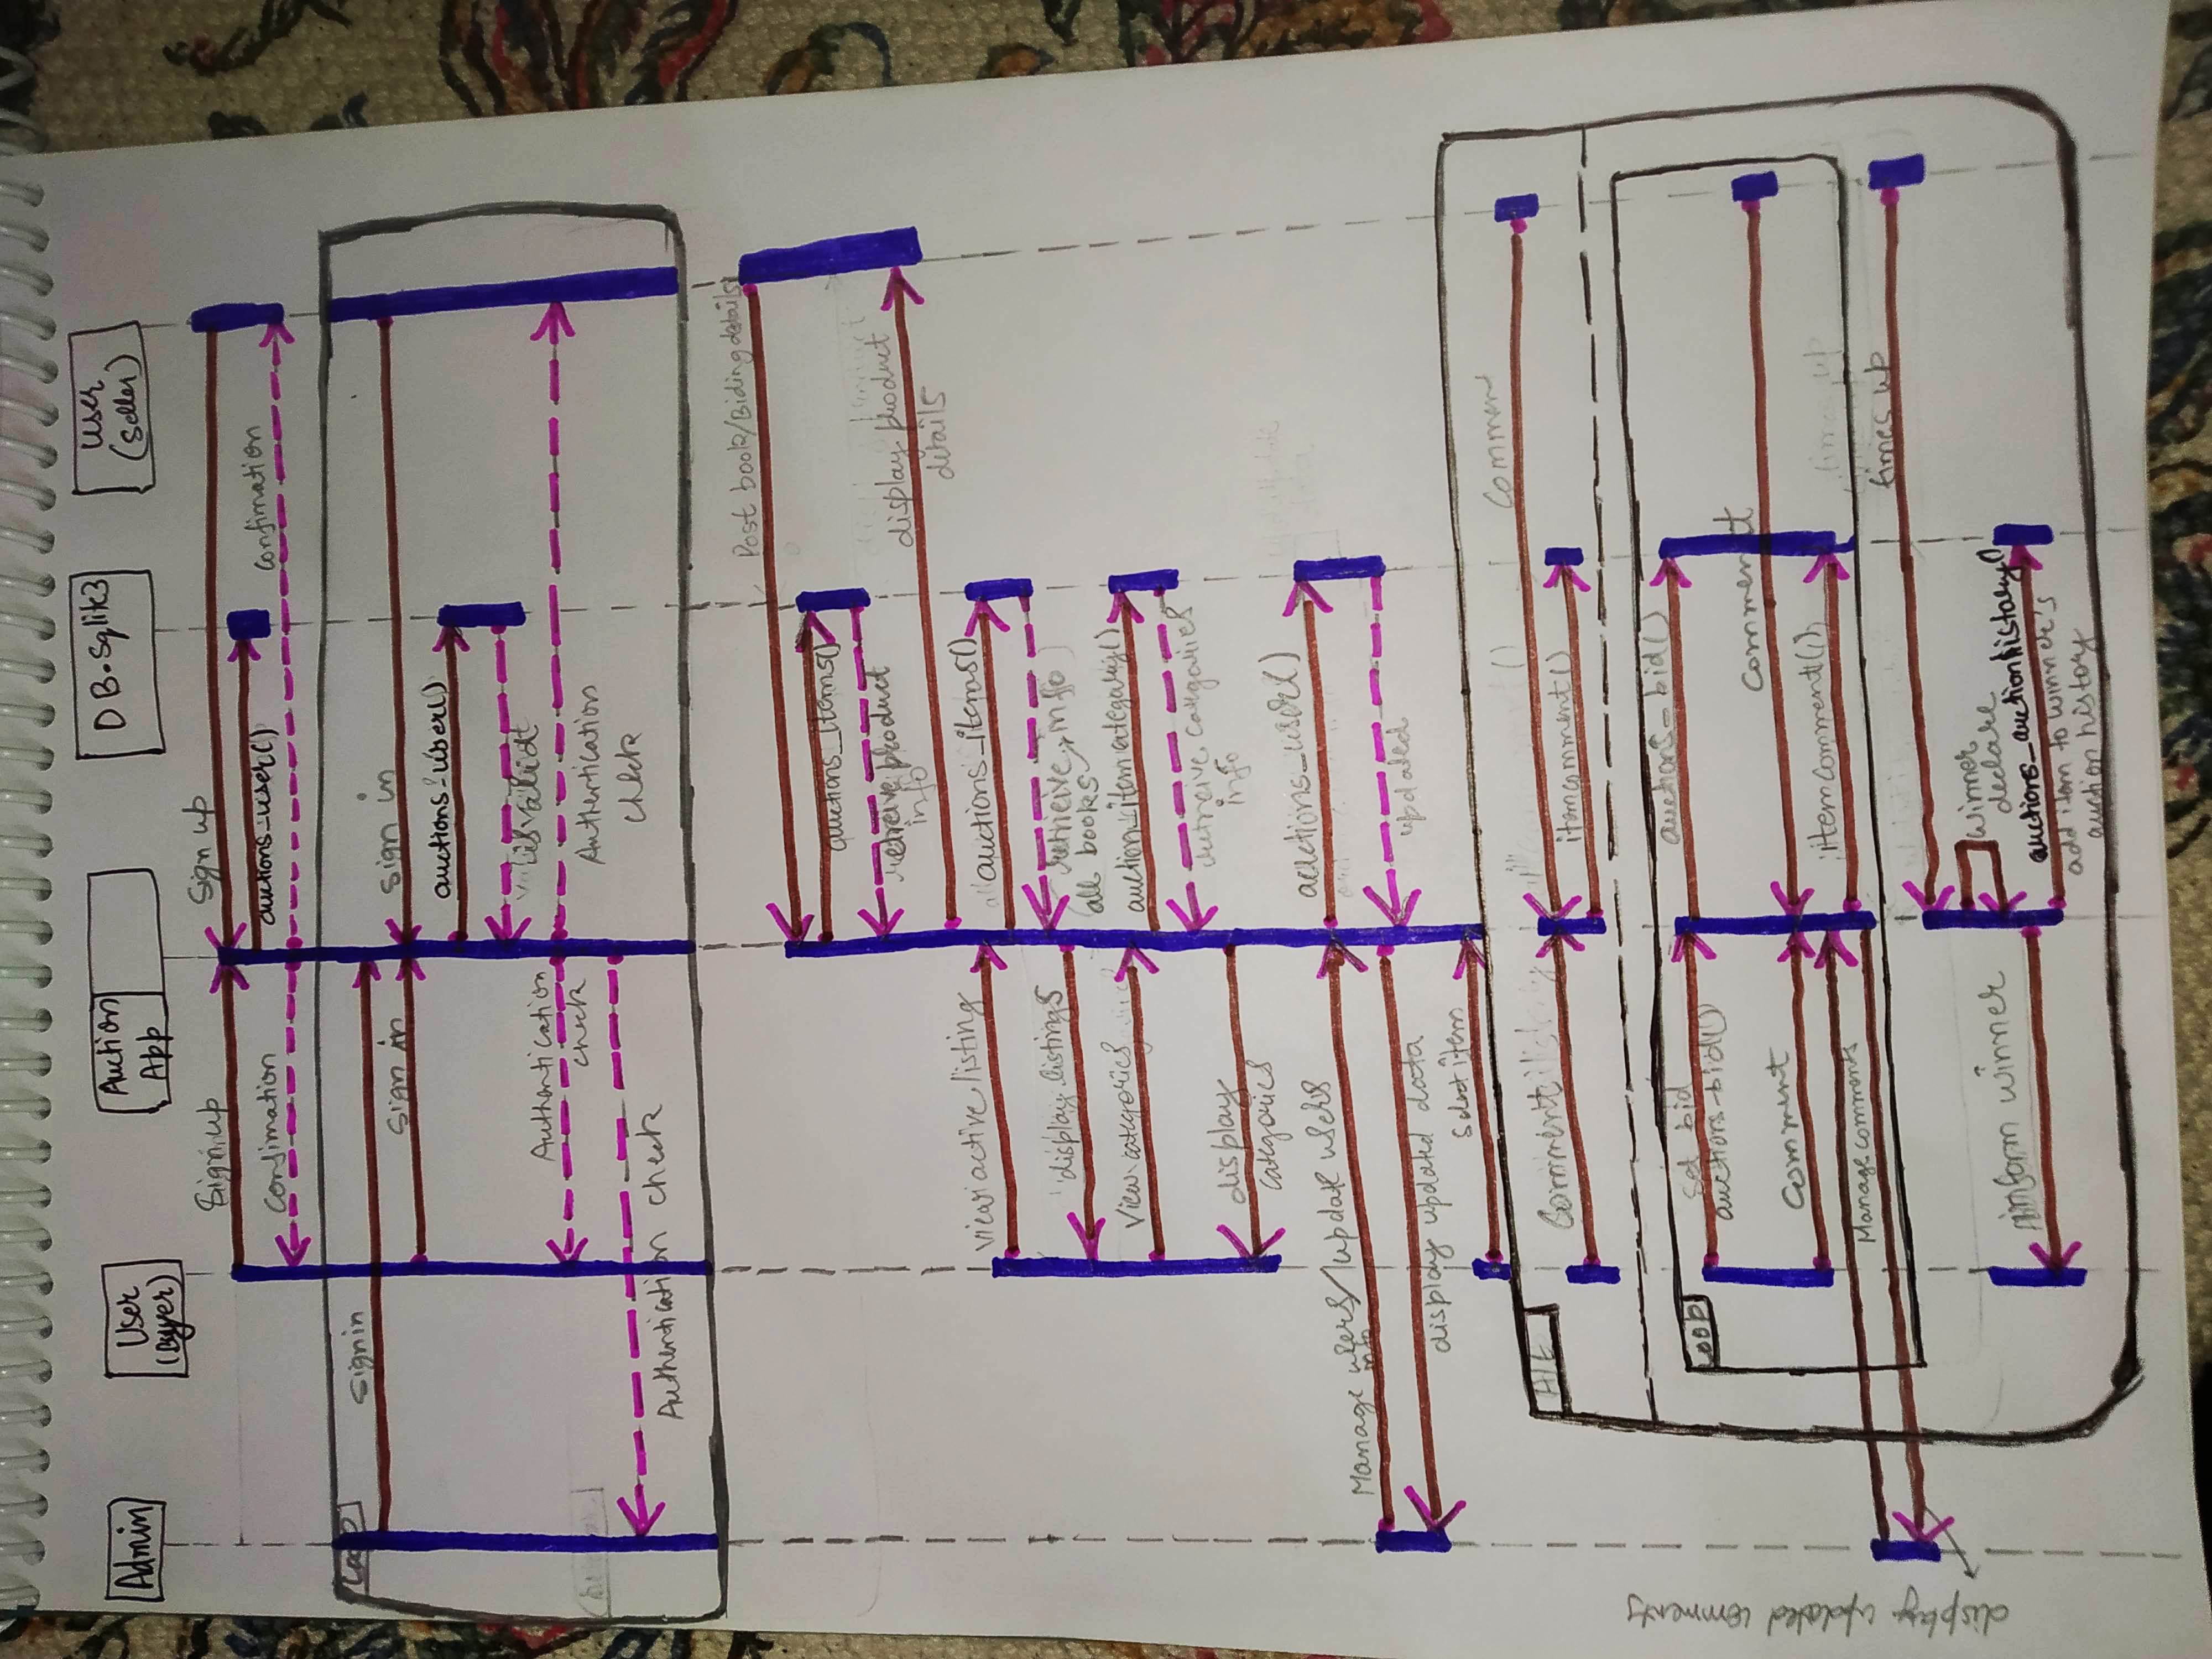 Admin
User
(Buyer)
Auction
App
DB.Sqlite3
User
(Seller)
Sign up
Sign up
auctions_user()
Confimation
Confimation
Loop
Signin
Sign in
Sign in
auctions_user()
isvalid
Authentication
check
Authentication
check
Authentication check
Post book/Biding details
auctions_items()
retreive product
info
display product
details
View active listing
auctions_items()
display listings
retrieive info
all books
View categories
auction_itemcategory()
retreive categories
info
display
categories
auctions_user()
Manage users/update users
info
updated
display updated data
Select item
Alt
Comment
Commen
itemcomment()
Loop
Set bid
auctions_bid()
auctions_bid()
Comment
Comment
itemcomment()
Manage comments
display updated comments
times up
winner
declare
inform winner
auctions_auctionhistory()
add item to winner's
auction history